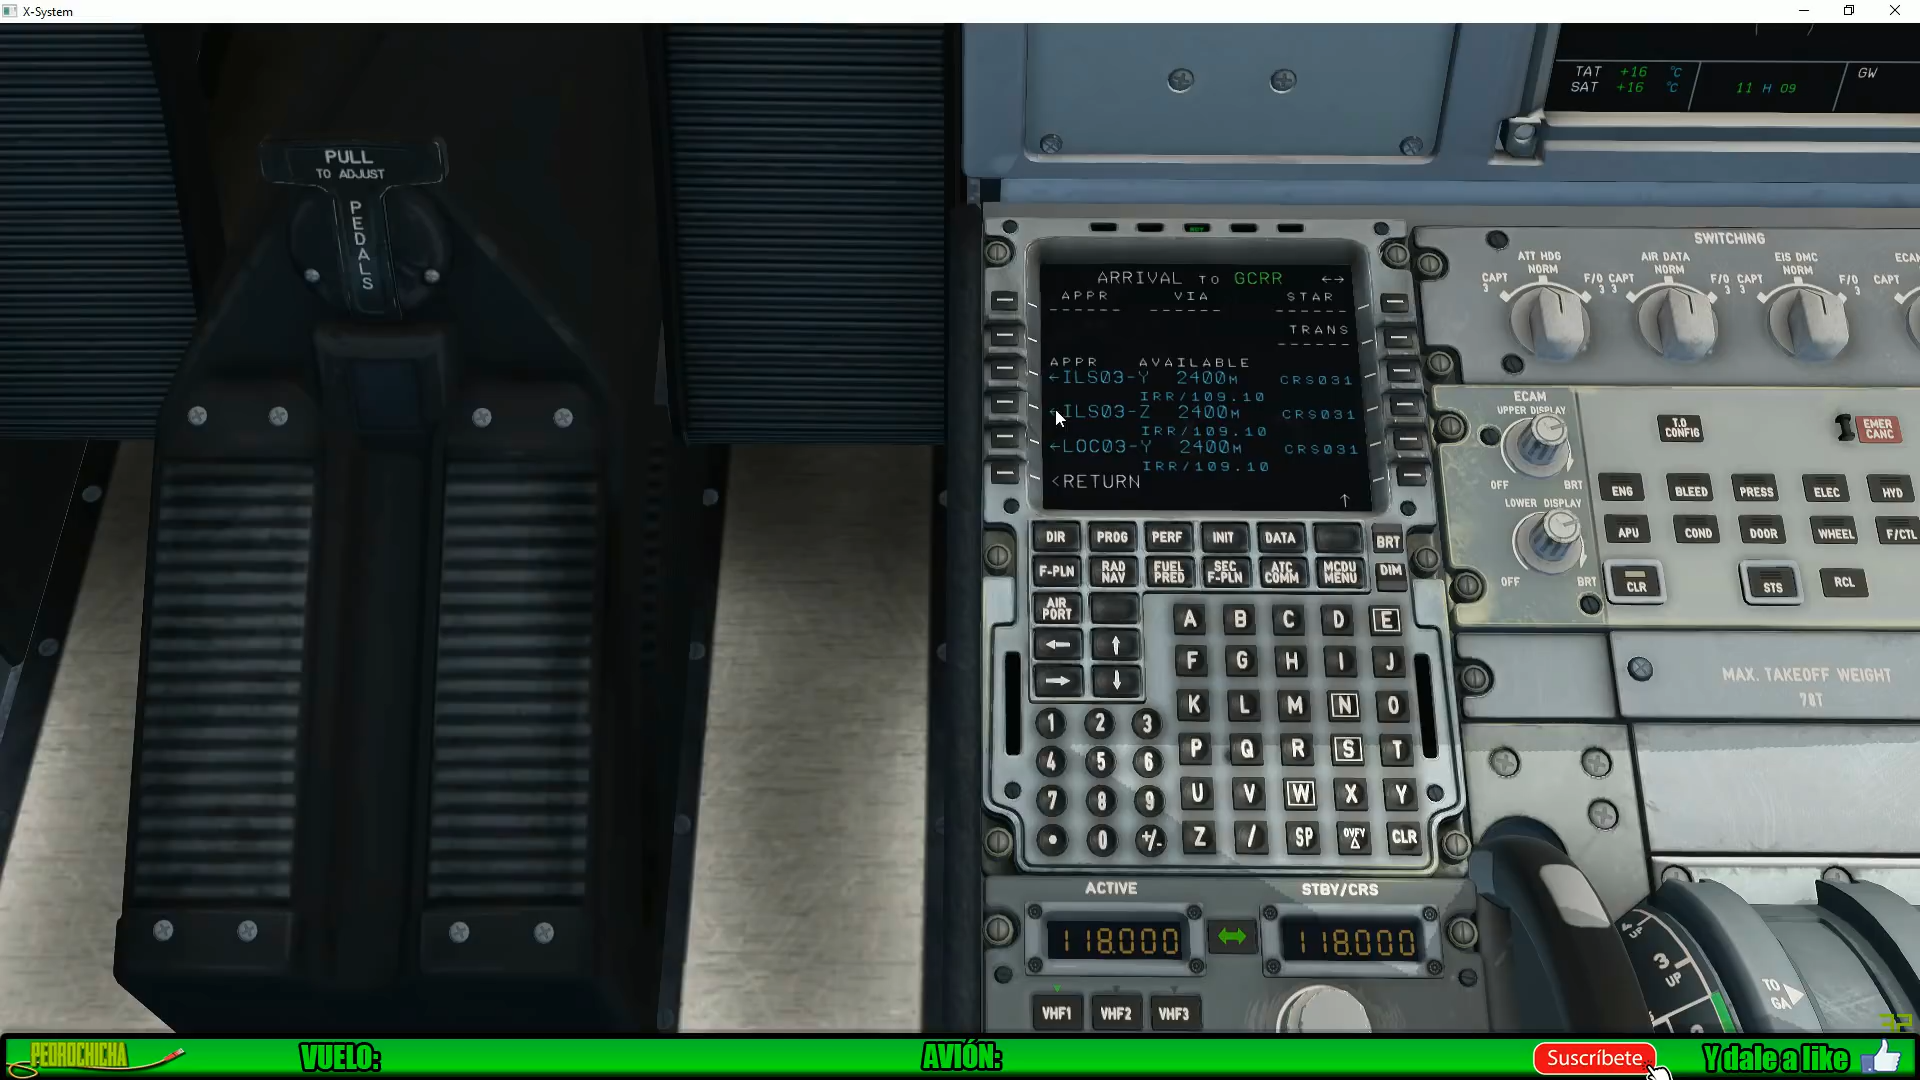 X-System
TAT +16 °C
SAT +16 °C
11 H 09
GW
PULL
TO ADJUST
PEDALS
SWITCHING
ATT HDG
NORM
CAPT 3
F/O 3
AIR DATA
NORM
CAPT
F/O 3
EIS DMC
NORM
CAPT
F/O 3
CAPT
ARRIVAL TO GCRR ←→
APPR VIA STAR
------ ------ ------
TRANS
------
APPR AVAILABLE
←ILS03-Y 2400M CRS031
IRR/109.10
←ILS03-Z 2400M CRS031
IRR/109.10
←LOC03-Y 2400M CRS031
IRR/109.10
<RETURN
↑
ECAM
UPPER DISPLAY
OFF BRT
LOWER DISPLAY
OFF BRT
T.O CONFIG
EMER CANC
ENG BLEED PRESS ELEC HYD
APU COND DOOR WHEEL F/CTL
CLR STS RCL
DIR PROG PERF INIT DATA BRT
F-PLN RAD NAV FUEL PRED SEC F-PLN ATC COMM MCDU MENU DIM
AIR PORT
← ↑
→ ↓
A B C D E
F G H I J
K L M N O
P Q R S T
U V W X Y
Z / SP OVFY Δ CLR
1 2 3
4 5 6
7 8 9
• 0 +/-
MAX. TAKEOFF WEIGHT
78T
ACTIVE STBY/CRS
118.000 118.000
VHF1 VHF2 VHF3
UP
3
UP
TO GA
PEDROCHICHA
VUELO:
AVIÓN:
Suscríbete
Y dale a like